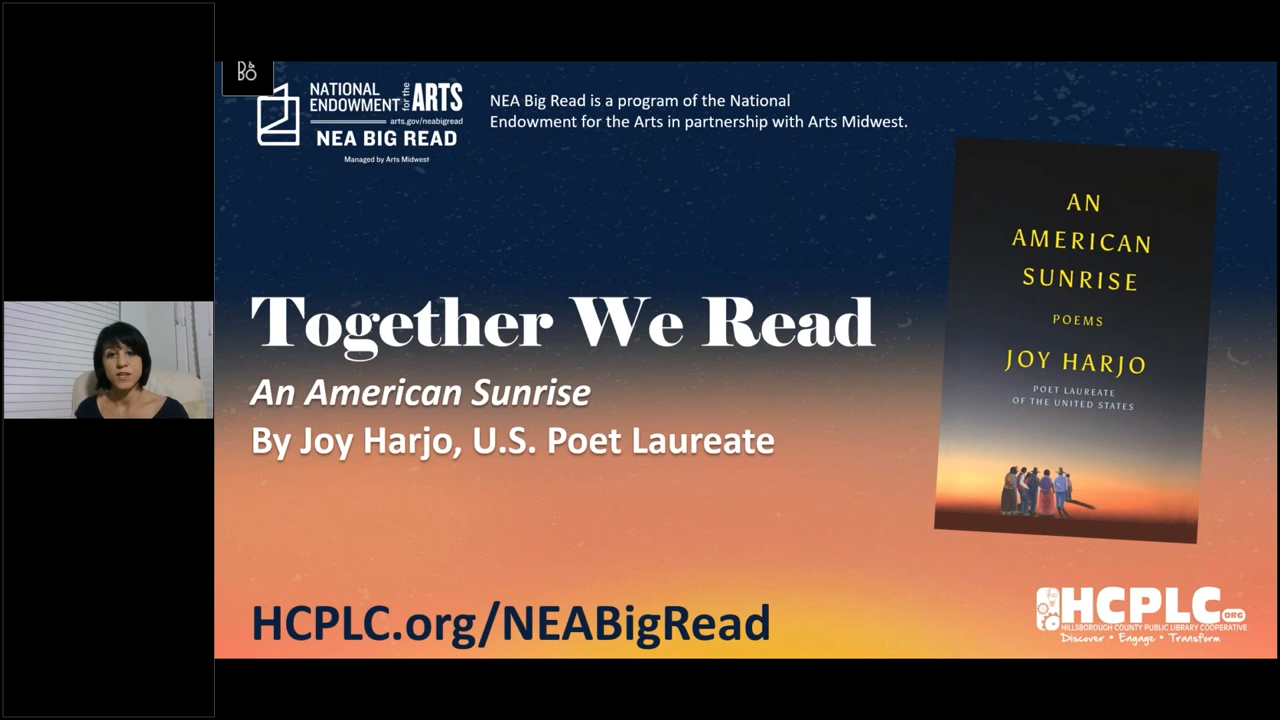 NATIONAL
ENDOWMENT for the ARTS
arts.gov/neabigread
NEA BIG READ
Managed by Arts Midwest
NEA Big Read is a program of the National
Endowment for the Arts in partnership with Arts Midwest.
AN
AMERICAN
SUNRISE
POEMS
JOY HARJO
POET LAUREATE
OF THE UNITED STATES
Together We Read
An American Sunrise
By Joy Harjo, U.S. Poet Laureate
HCPLC.org/NEABigRead
HCPLC.ORG
HILLSBOROUGH COUNTY PUBLIC LIBRARY COOPERATIVE
Discover • Engage • Transform